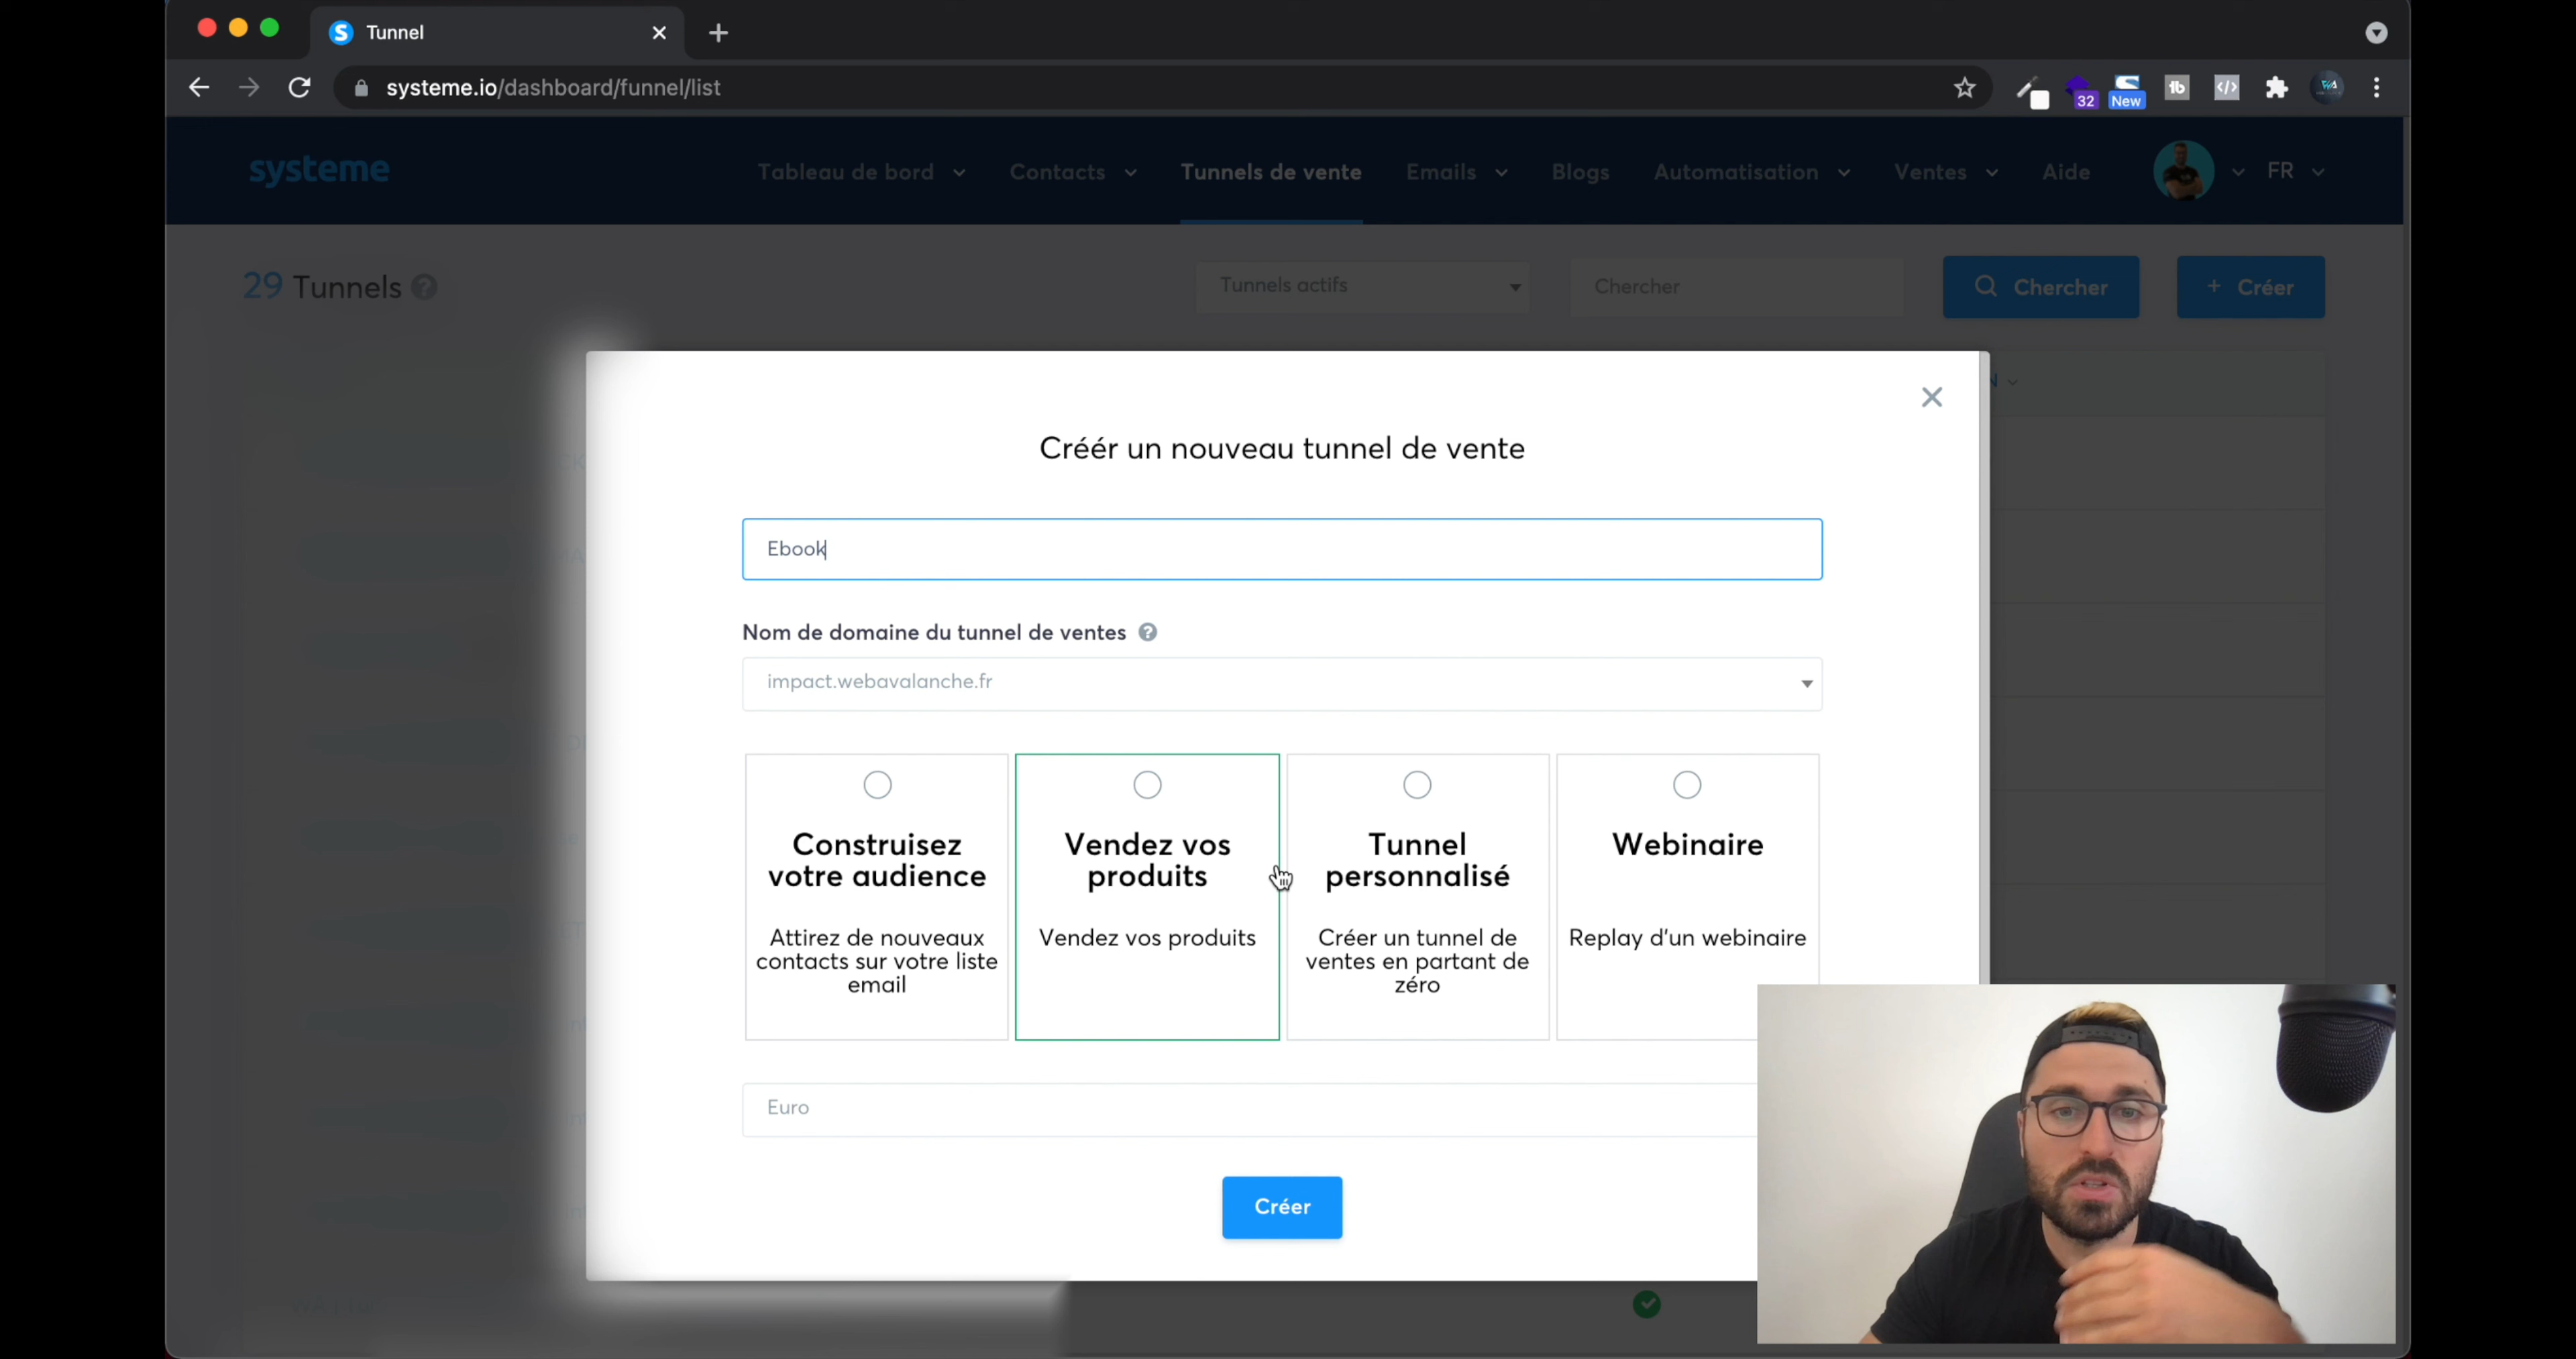 Tunnel
systeme.io/dashboard/funnel/list
32
New
systeme
Tableau de bord
Contacts
Tunnels de vente
Emails
Blogs
Automatisation
Ventes
Aide
FR
29 Tunnels
Tunnels actifs
Chercher
Chercher
+ Créer
Créér un nouveau tunnel de vente
Ebook
Nom de domaine du tunnel de ventes
impact.webavalanche.fr
Construisez
votre audience
Attirez de nouveaux
contacts sur votre liste
email
Vendez vos
produits
Vendez vos produits
Tunnel
personnalisé
Créer un tunnel de
ventes en partant de
zéro
Webinaire
Replay d'un webinaire
Euro
Créer